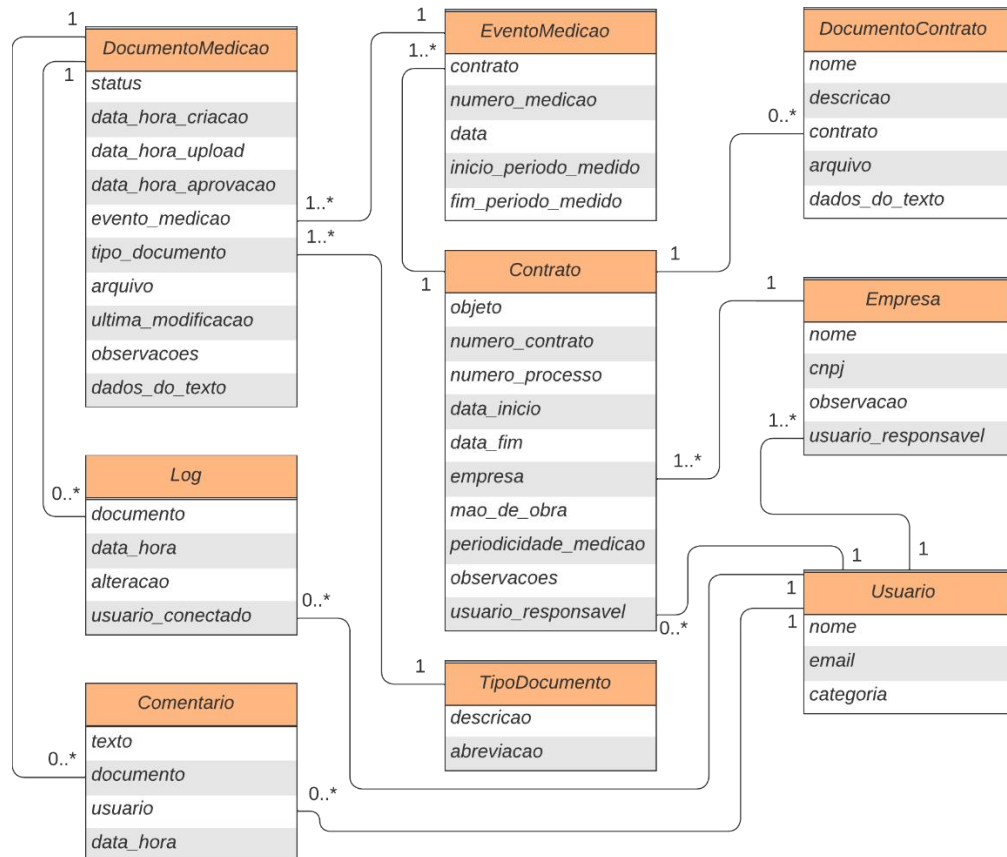 1
DocumentoMedicao
1
status
data_hora_criacao
data_hora_upload
data_hora_aprovacao
evento_medicao
1..*
tipo_documento
1..*
arquivo
ultima_modificacao
observacoes
dados_do_texto
1
EventoMedicao
1..*
contrato
numero_medicao
data
inicio_periodo_medido
fim_periodo_medido
DocumentoContrato
nome
descricao
0..*
contrato
arquivo
dados_do_texto
Contrato
1
1
objeto
numero_contrato
numero_processo
data_inicio
data_fim
empresa
1..*
mao_de_obra
periodicidade_medicao
observacoes
usuario_responsavel
0..*
1
Empresa
nome
cnpj
observacao
1..*
usuario_responsavel
Log
0..*
documento
data_hora
alteracao
usuario_conectado
0..*
1
1
Usuario
1
1
nome
email
categoria
1
TipoDocumento
descricao
abreviacao
Comentario
texto
0..*
documento
usuario
0..*
data_hora